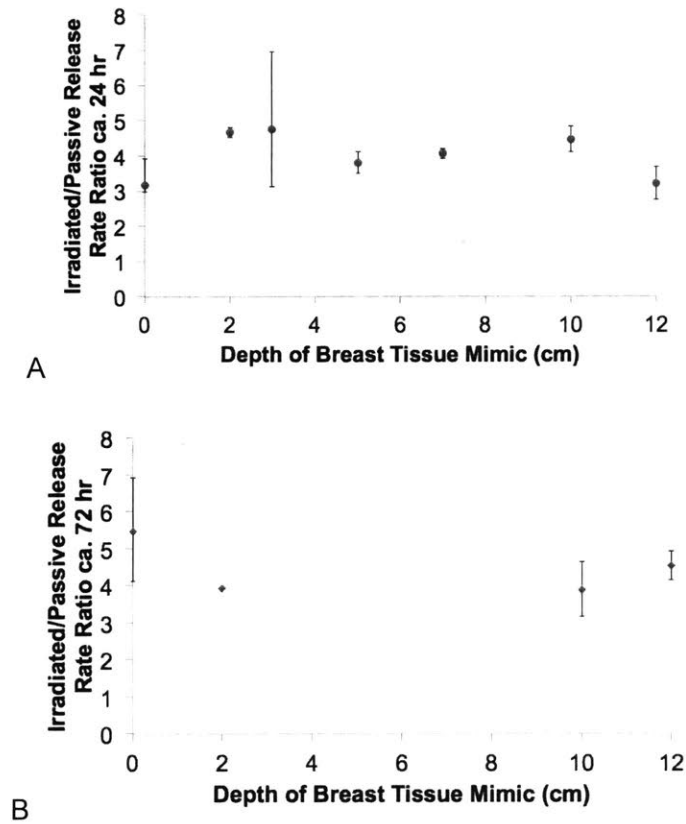 8
7
6
5
4
3
2
1
0
Irradiated/Passive Release
Rate Ratio ca. 24 hr
0 2 4 6 8 10 12
Depth of Breast Tissue Mimic (cm)
A
8
7
6
5
4
3
2
1
0
Irradiated/Passive Release
Rate Ratio ca. 72 hr
0 2 4 6 8 10 12
Depth of Breast Tissue Mimic (cm)
B